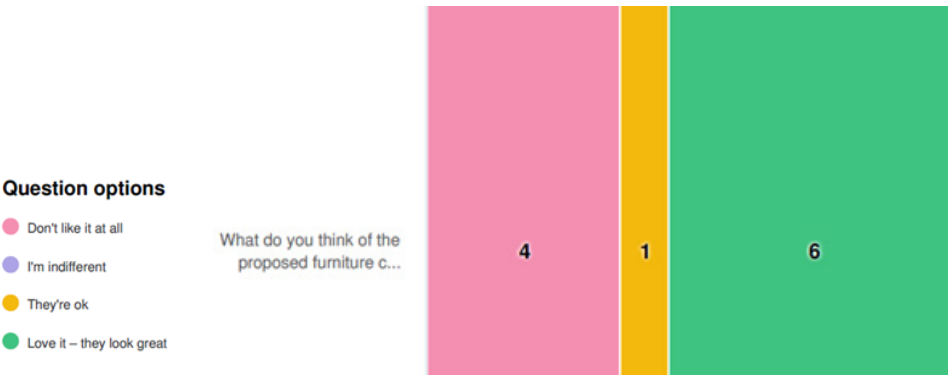 Question options
Don't like it at all
I'm indifferent
They're ok
Love it – they look great
What do you think of the
proposed furniture c...
4
1
6